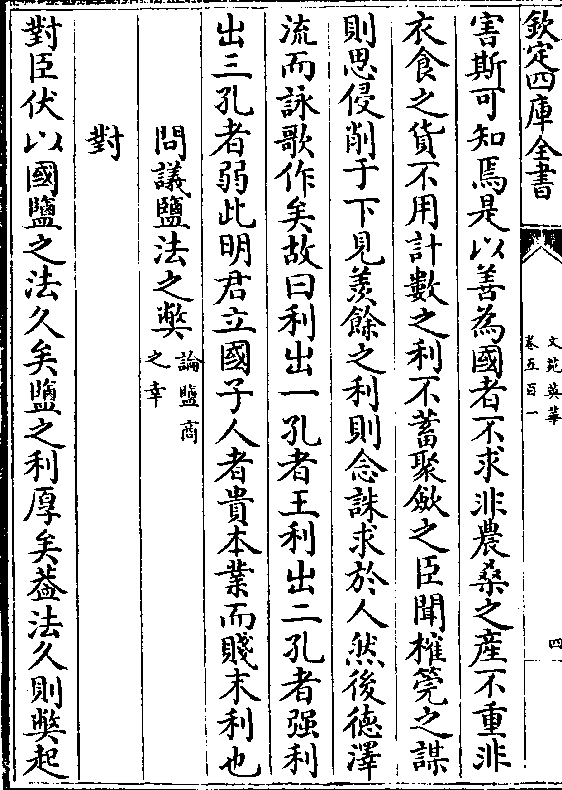 欽定四庫全書
文苑英華
卷五百一
四
害斯可知焉是以善為國者不求非農桑之産不重非
衣食之貨不用計數之利不蓄聚斂之臣聞榷筦之謀
則思侵削于下見羨餘之利則念誅求於人然後德澤
流而詠歌作矣故曰利出一孔者王利出二孔者强利
出三孔者弱此明君立國子人者貴本業而賤末利也
問議鹽法之獘論鹽商之幸
對
對臣伏以國鹽之法久矣鹽之利厚矣葢法久則獘起